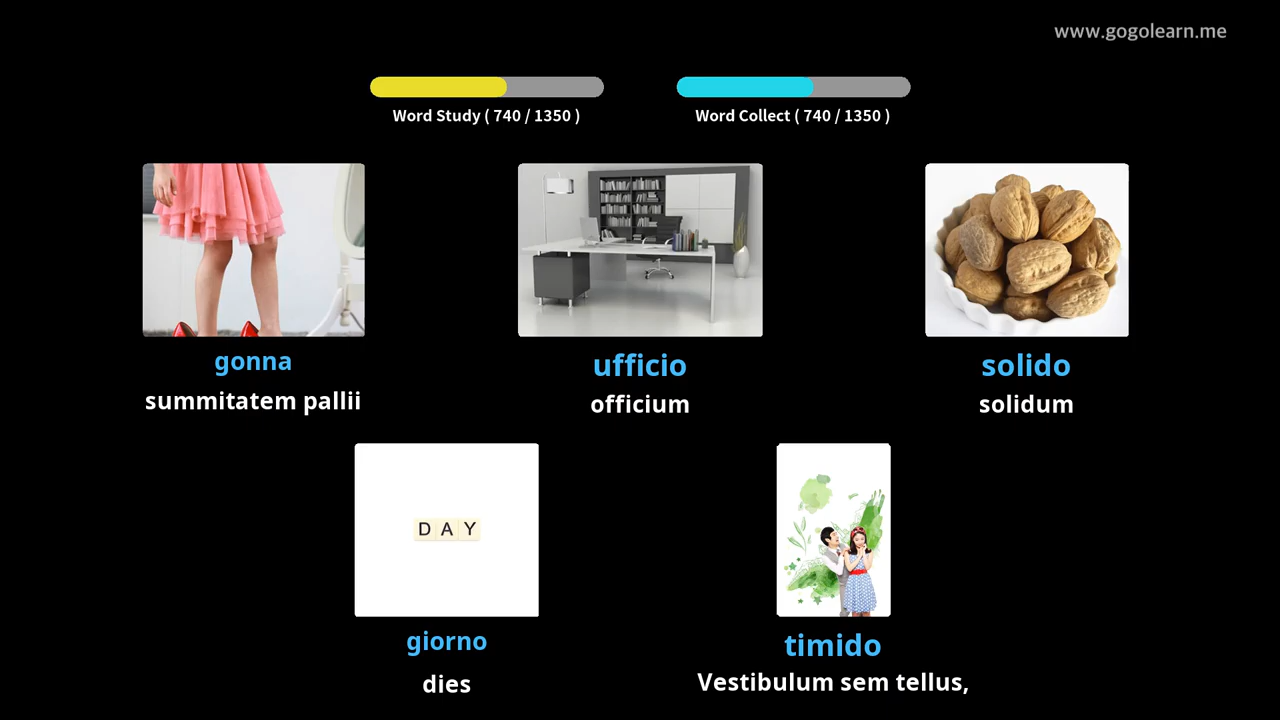 www.gogolearn.me
Word Study ( 740 / 1350 )
Word Collect ( 740 / 1350 )
gonna
summitatem pallii
ufficio
officium
solido
solidum
DAY
giorno
dies
timido
Vestibulum sem tellus,